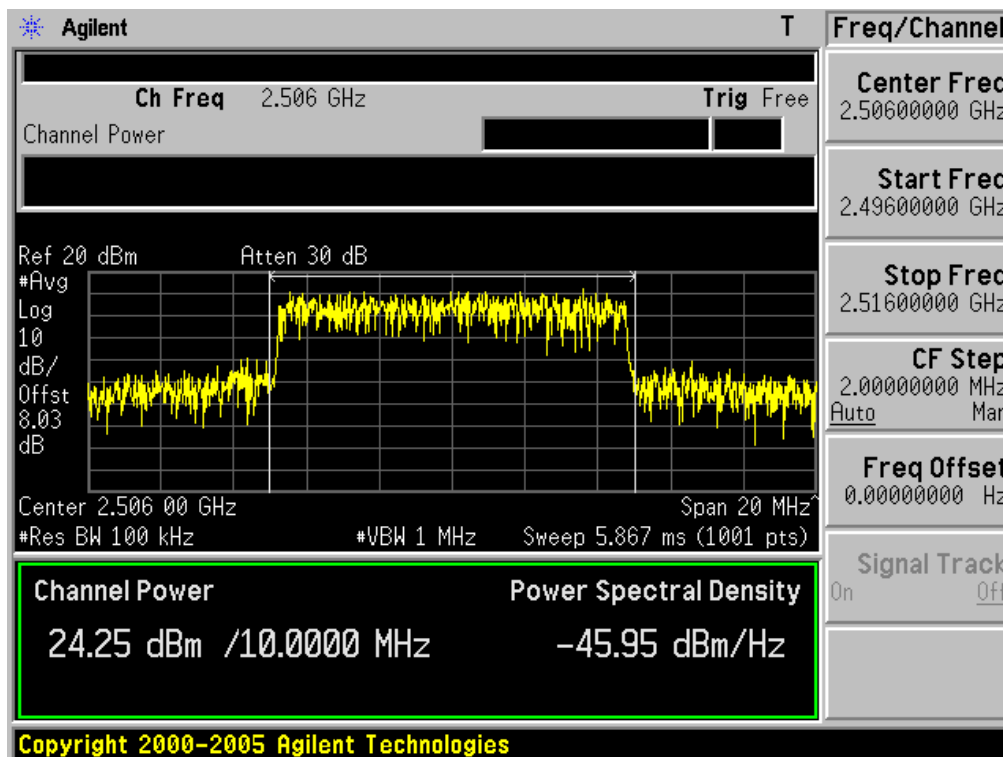 Agilent T
Ch Freq 2.506 GHz Trig Free
Channel Power
Ref 20 dBm Atten 30 dB
#Avg
Log
10
dB/
Offst
8.03
dB
Center 2.506 00 GHz Span 20 MHz^
#Res BW 100 kHz #VBW 1 MHz Sweep 5.867 ms (1001 pts)
Channel Power Power Spectral Density
24.25 dBm /10.0000 MHz -45.95 dBm/Hz
Copyright 2000-2005 Agilent Technologies
Freq/Channel
Center Freq
2.50600000 GHz
Start Freq
2.49600000 GHz
Stop Freq
2.51600000 GHz
CF Step
2.00000000 MHz
Auto Man
Freq Offset
0.00000000 Hz
Signal Track
On Off